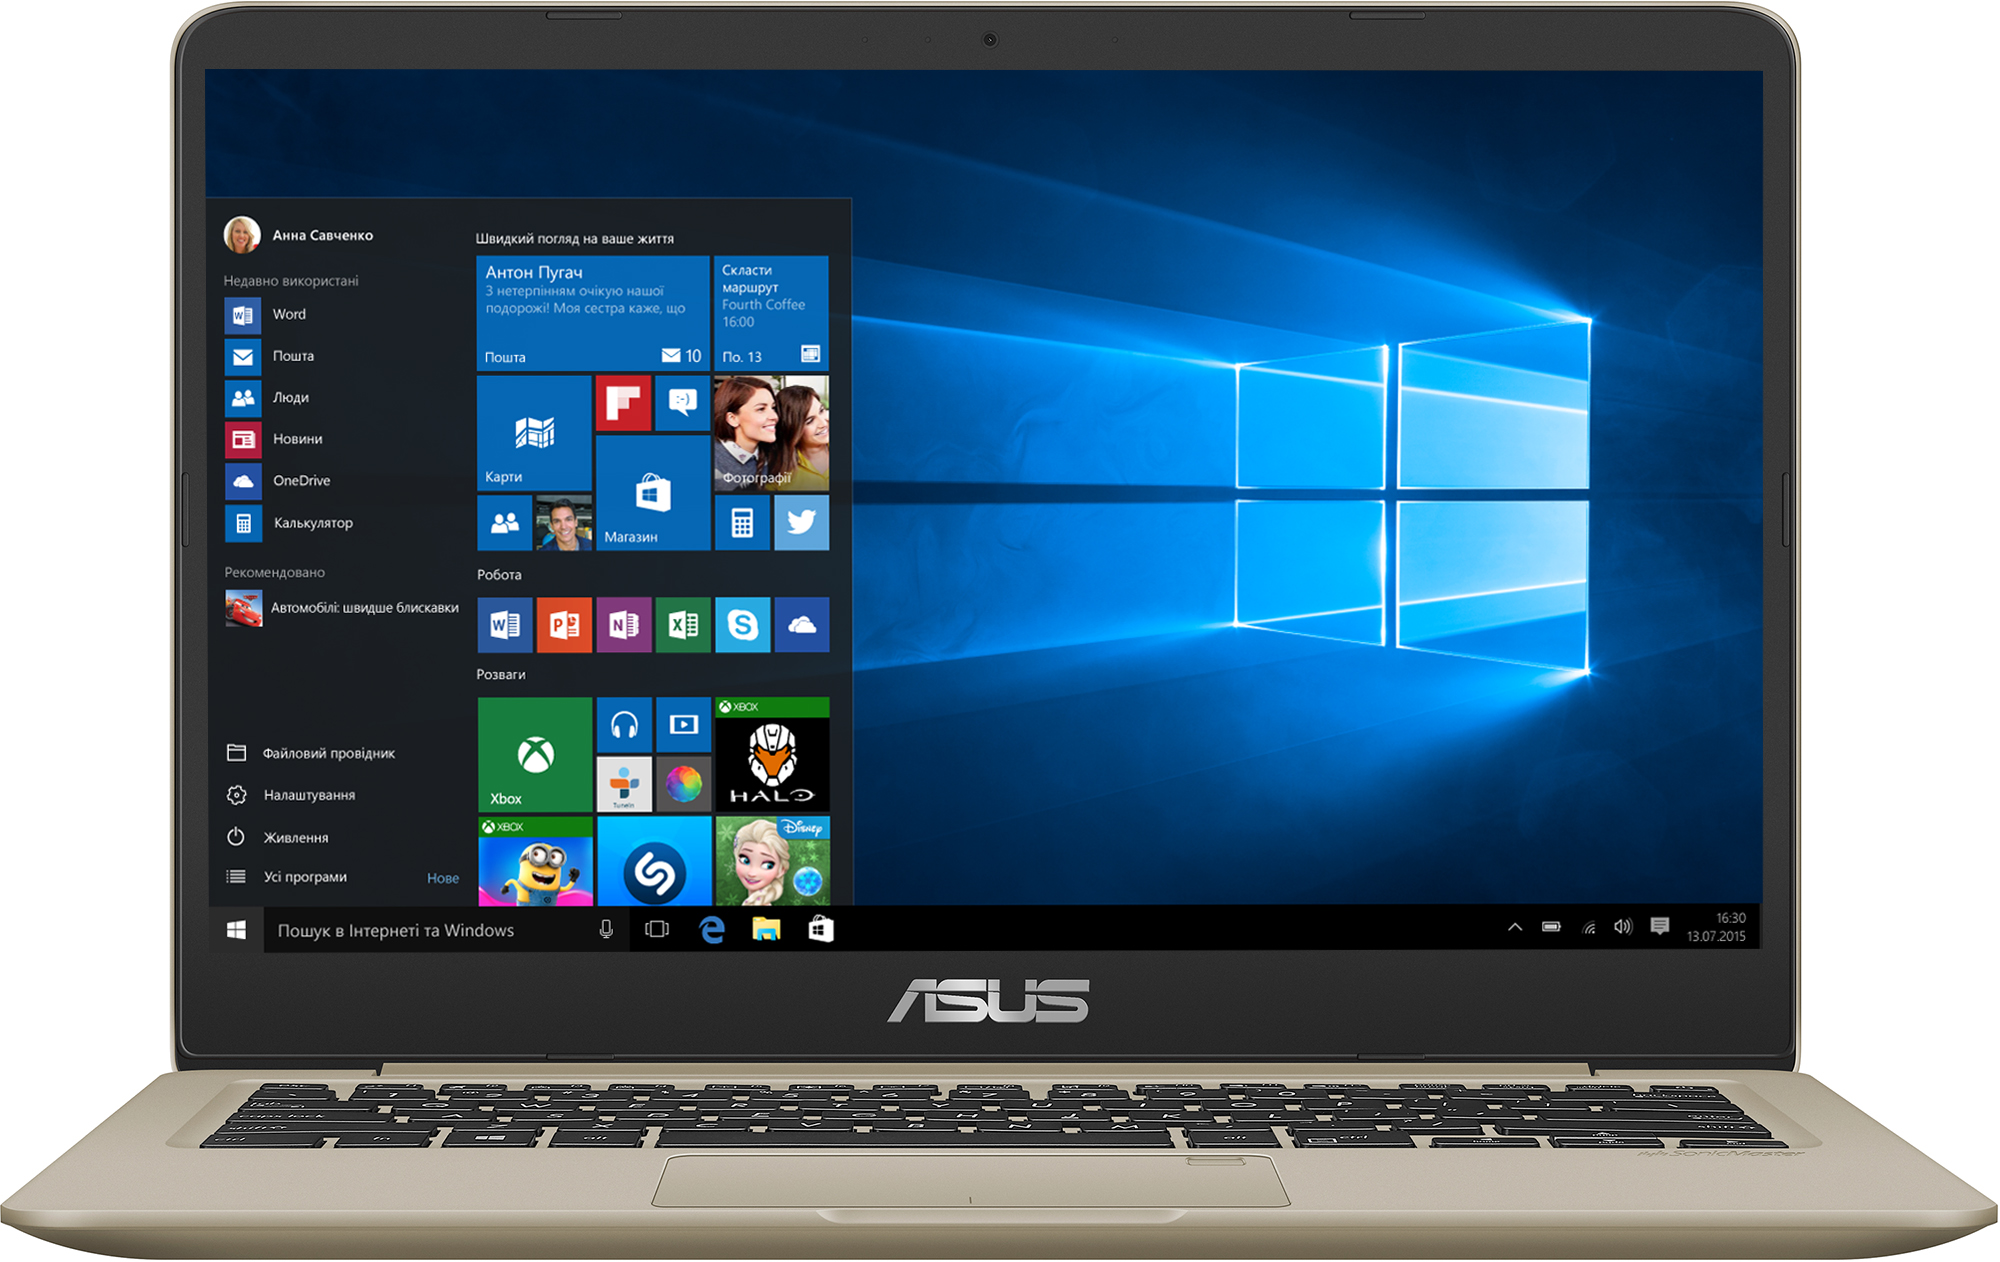 Анна Савченко
Недавно використані
Word
Пошта
Люди
Новини
OneDrive
Калькулятор
Рекомендовано
Автомобілі: швидше блискавки
Файловий провідник
Налаштування
Живлення
Усі програми
Нове
Швидкий погляд на ваше життя
Антон Пугач
З нетерпінням очікую нашої
подорожі! Моя сестра каже, що
Пошта
10
Скласти
маршрут
Fourth Coffee
16:00
По. 13
Карти
Магазин
Фотографії
Робота
Розваги
Xbox
TuneIn
XBOX
HALO
XBOX
Disney
Пошук в Інтернеті та Windows
16:30
13.07.2015
ASUS
SonicMaster